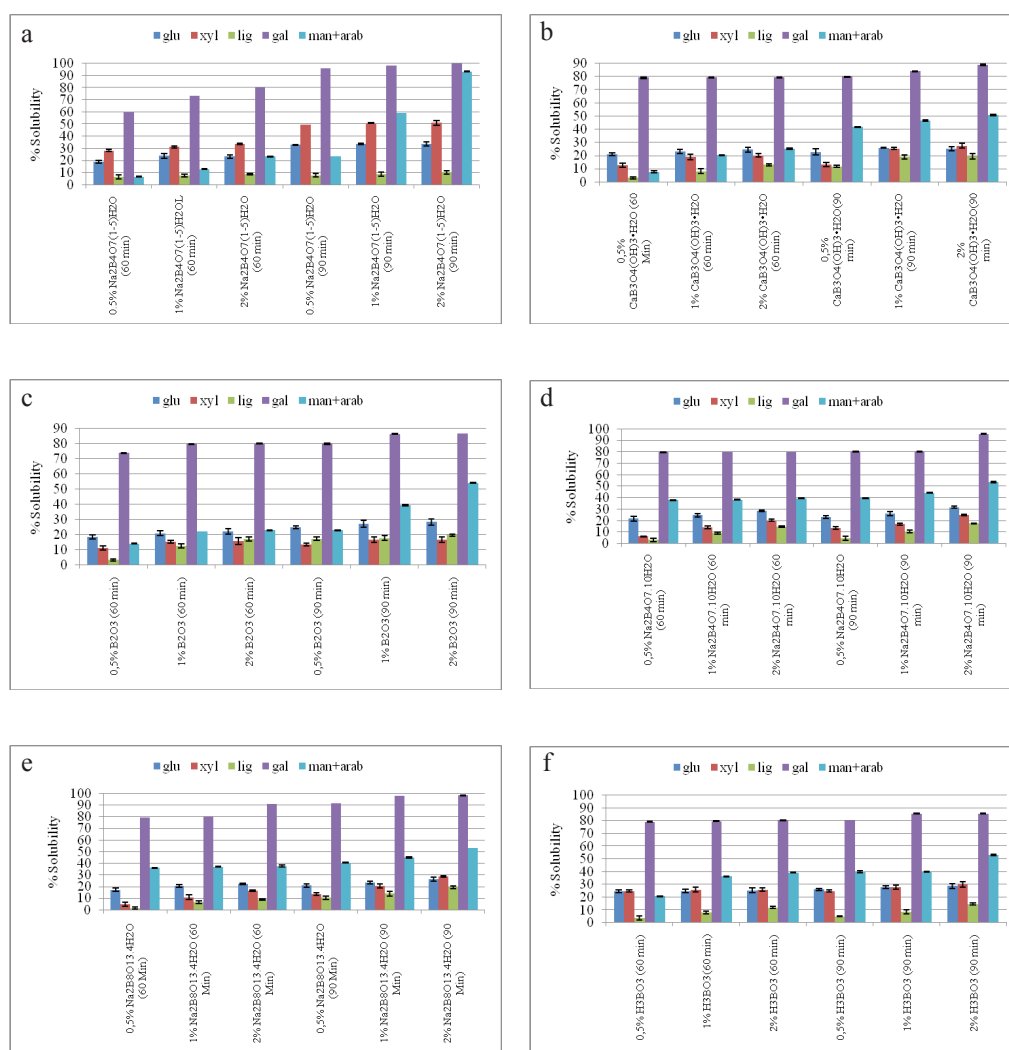 a
glu xyl lig gal man+arab
% Solubility
100
90
80
70
60
50
40
30
20
10
0
0.5% Na2B4O7(1-5)H2O
(60 min)
1% Na2B4O7(1-5)H2OL
(60 min)
2% Na2B4O7(1-5)H2O
(60 min)
0.5% Na2B4O7(1-5)H2O
(90 min)
1% Na2B4O7(1-5)H2O
(90 min)
2% Na2B4O7(1-5)H2O
(90 min)
b
glu xyl lig gal man+arab
% Solubility
90
80
70
60
50
40
30
20
10
0
0,5%
CaB3O4(OH)3•H2O (60
Min)
1% CaB3O4(OH)3•H2O
(60 min)
2% CaB3O4(OH)3•H2O
(60 min)
0,5%
CaB3O4(OH)3•H2O(90
min)
1% CaB3O4(OH)3•H2O
(90 min)
2%
CaB3O4(OH)3•H2O(90
min)
c
glu xyl lig gal man+arab
% Solubility
90
80
70
60
50
40
30
20
10
0
0,5% B2O3 (60 min)
1% B2O3 (60 min)
2% B2O3 (60 min)
0,5% B2O3 (90 min)
1% B2O3(90 min)
2% B2O3 (90 min)
d
glu xyl lig gal man+arab
% Solubility
100
90
80
70
60
50
40
30
20
10
0
0,5% Na2B4O7.10H2O
(60 min)
1% Na2B4O7.10H2O (60
min)
2% Na2B4O7.10H2O (60
min)
0,5% Na2B4O7.10H2O
(90 min)
1% Na2B4O7.10H2O (90
min)
2% Na2B4O7.10H2O (90
min)
e
glu xyl lig gal man+arab
% Solubility
100
90
80
70
60
50
40
30
20
10
0
0,5% Na2B8O13.4H2O
(60 Min)
1% Na2B8O13.4H2O (60
Min)
2% Na2B8O13.4H2O (60
Min)
0,5% Na2B8O13.4H2O
(90 Min)
1% Na2B8O13.4H2O (90
Min)
2% Na2B8O13.4H2O (90
Min)
f
glu xyl lig gal man+arab
% Solubility
100
90
80
70
60
50
40
30
20
10
0
0,5% H3BO3 (60 min)
1% H3BO3(60 min)
2% H3BO3 (60 min)
0,5% H3BO3 (90 min)
1% H3BO3 (90 min)
2% H3BO3 (90 min)